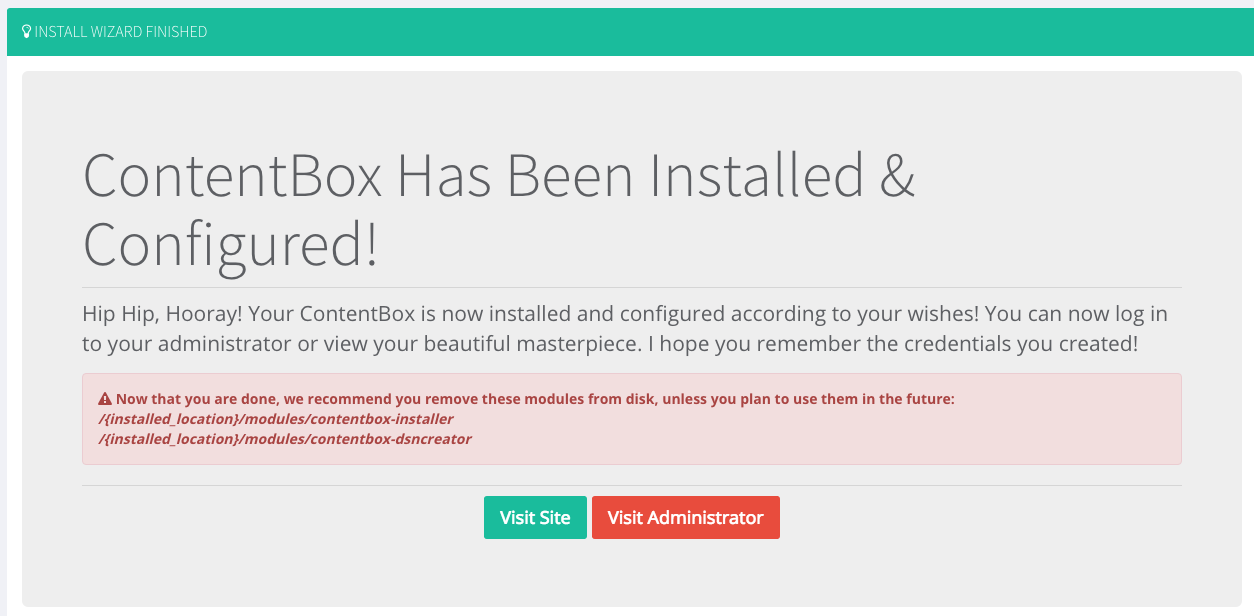 INSTALL WIZARD FINISHED
ContentBox Has Been Installed &
Configured!
Hip Hip, Hooray! Your ContentBox is now installed and configured according to your wishes! You can now log in
to your administrator or view your beautiful masterpiece. I hope you remember the credentials you created!
Now that you are done, we recommend you remove these modules from disk, unless you plan to use them in the future:
/{installed_location}/modules/contentbox-installer
/{installed_location}/modules/contentbox-dsncreator
Visit Site
Visit Administrator